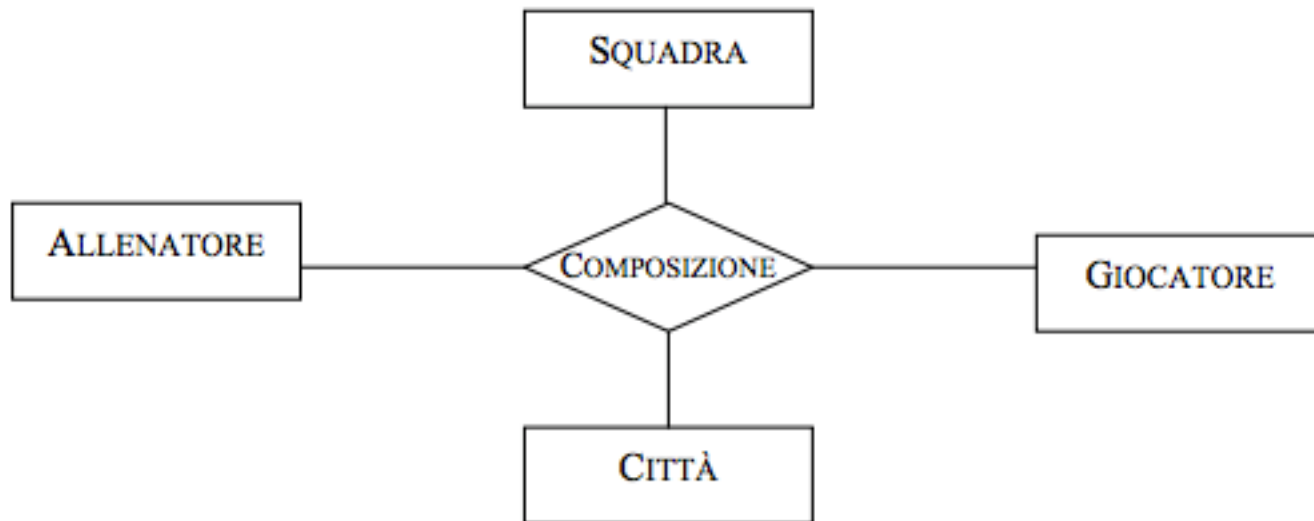 SQUADRA
ALLENATORE
COMPOSIZIONE
GIOCATORE
CITTÀ